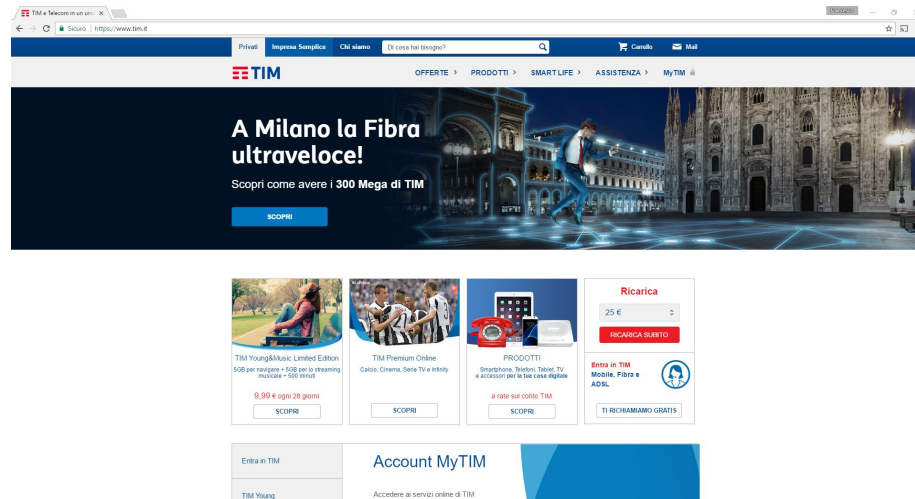 TIM e Telecom in un uni
Sicuro | https://www.tim.it
Privati Impresa Semplice Chi siamo Di cosa hai bisogno? Carrello Mail
TIM OFFERTE PRODOTTI SMART LIFE ASSISTENZA MyTIM
A Milano la Fibra
ultraveloce!
Scopri come avere i 300 Mega di TIM
SCOPRI
TIM Young&Music Limited Edition
5GB per navigare + 5GB per lo streaming
musicale + 500 minuti
9,99 € ogni 28 giorni
SCOPRI
TIM Premium Online
Calcio, Cinema, Serie TV e Infinity
SCOPRI
PRODOTTI
Smartphone, Telefoni, Tablet, TV
e accessori per la tua casa digitale
a rate sul conto TIM
SCOPRI
Ricarica
25 €
RICARICA SUBITO
Entra in TIM
Mobile, Fibra e
ADSL
TI RICHIAMIAMO GRATIS
Entra in TIM
TIM Young
Account MyTIM
Accedere ai servizi online di TIM